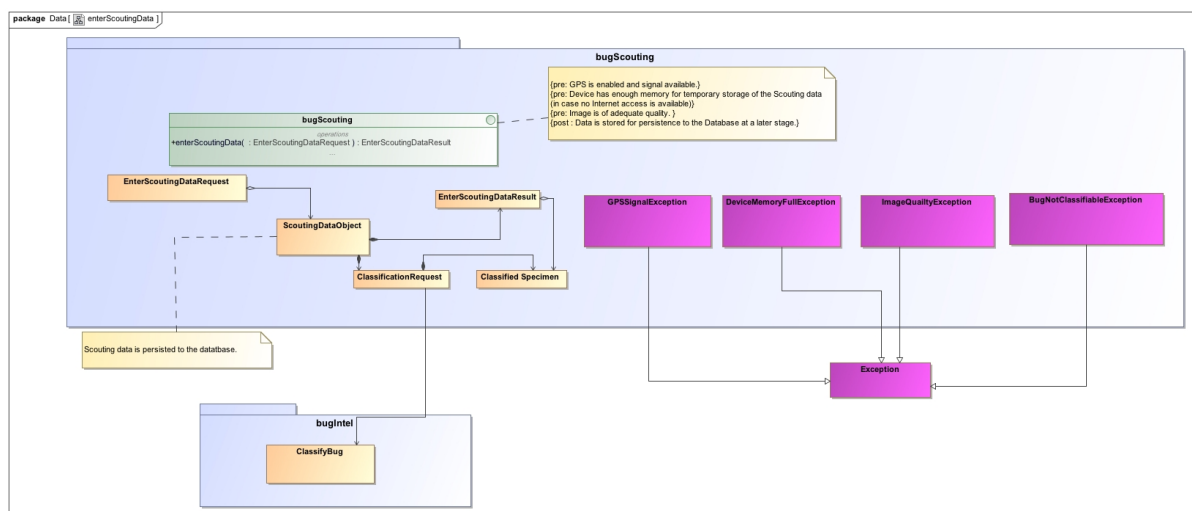 package Data [ enterScoutingData ]
bugScouting
{pre: GPS is enabled and signal available.}
{pre: Device has enough memory for temporary storage of the Scouting data
(in case no Internet access is available)}
{pre: Image is of adequate quality. }
{post : Data is stored for persistence to the Database at a later stage.}
bugScouting
operations
+enterScoutingData( : EnterScoutingDataRequest ) : EnterScoutingDataResult
...
EnterScoutingDataRequest
EnterScoutingDataResult
GPSSignalException
DeviceMemoryFullException
ImageQualtyException
BugNotClassifiableException
ScoutingDataObject
ClassificationRequest
Classified Specimen
Scouting data is persisted to the datatbase.
Exception
bugIntel
ClassifyBug